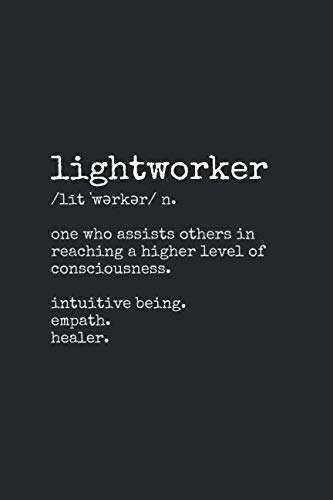 lightworker
/līt ˈwərkər/ n.
one who assists others in
reaching a higher level of
consciousness.
intuitive being.
empath.
healer.